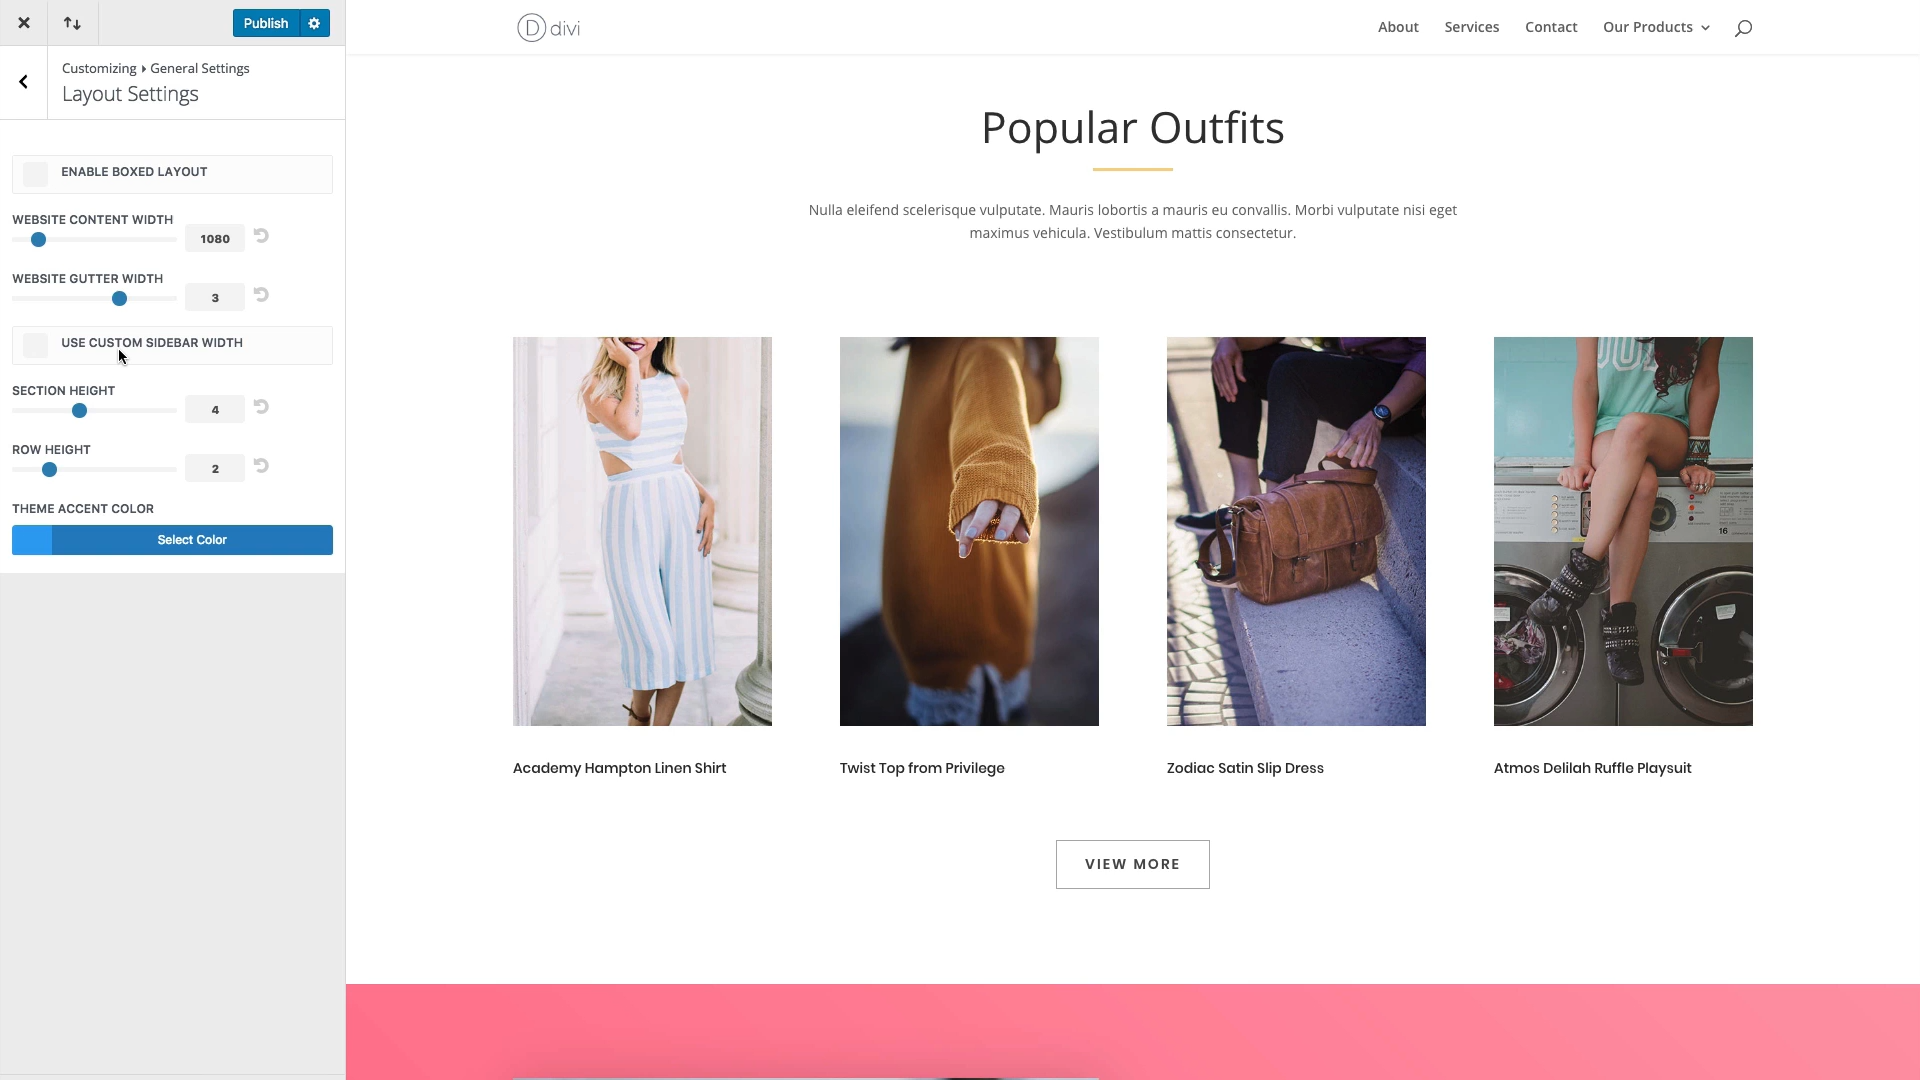 Publish
Customizing ▸ General Settings
Layout Settings
ENABLE BOXED LAYOUT
WEBSITE CONTENT WIDTH
1080
WEBSITE GUTTER WIDTH
3
USE CUSTOM SIDEBAR WIDTH
SECTION HEIGHT
4
ROW HEIGHT
2
THEME ACCENT COLOR
Select Color
D divi
About Services Contact Our Products
Popular Outfits
Nulla eleifend scelerisque vulputate. Mauris lobortis a mauris eu convallis. Morbi vulputate nisi eget
maximus vehicula. Vestibulum mattis consectetur.
16
Academy Hampton Linen Shirt
Twist Top from Privilege
Zodiac Satin Slip Dress
Atmos Delilah Ruffle Playsuit
VIEW MORE